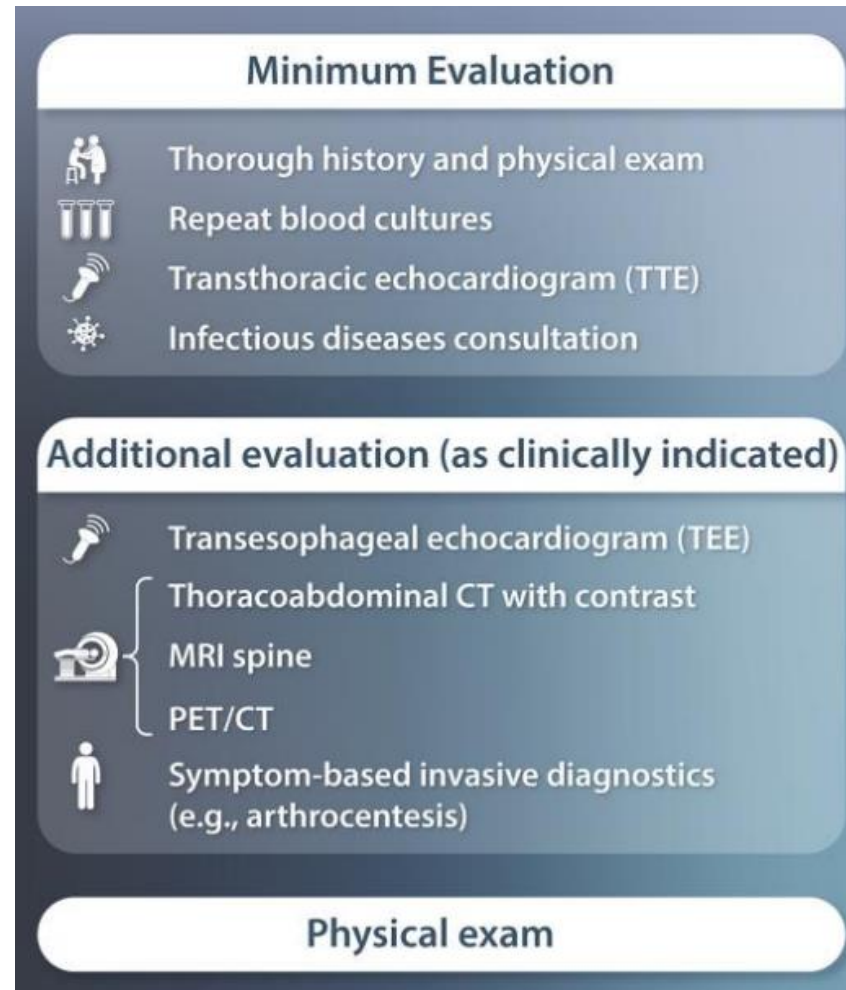 Minimum Evaluation
Thorough history and physical exam
Repeat blood cultures
Transthoracic echocardiogram (TTE)
Infectious diseases consultation
Additional evaluation (as clinically indicated)
Transesophageal echocardiogram (TEE)
Thoracoabdominal CT with contrast
MRI spine
PET/CT
Symptom-based invasive diagnostics
(e.g., arthrocentesis)
Physical exam